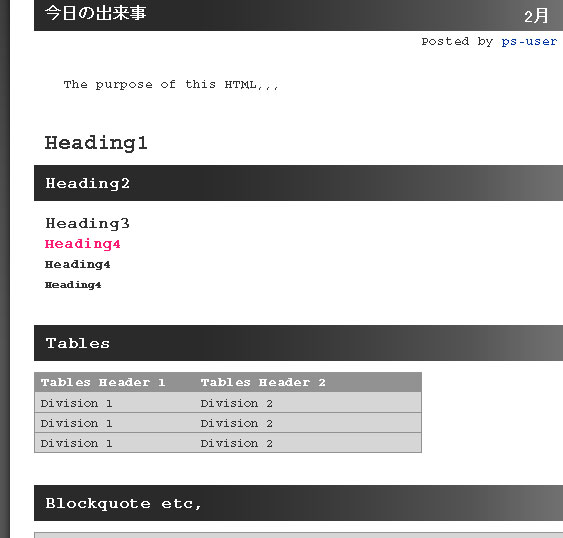 今日の出来事 2月
Posted by ps-user
The purpose of this HTML,,,
Heading1
Heading2
Heading3
Heading4
Heading4
Heading4
Tables
Tables Header 1 Tables Header 2
Division 1 Division 2
Division 1 Division 2
Division 1 Division 2
Blockquote etc,